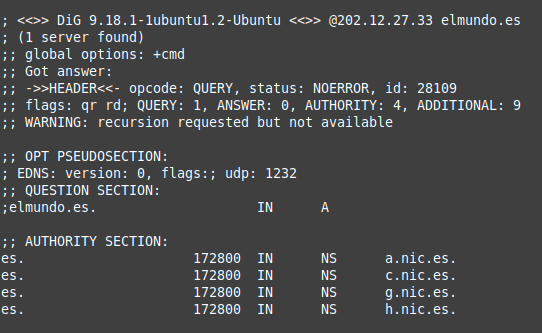 ; <<>> DiG 9.18.1-1ubuntu1.2-Ubuntu <<>> @202.12.27.33 elmundo.es
; (1 server found)
;; global options: +cmd
;; Got answer:
;; ->>HEADER<<- opcode: QUERY, status: NOERROR, id: 28109
;; flags: qr rd; QUERY: 1, ANSWER: 0, AUTHORITY: 4, ADDITIONAL: 9
;; WARNING: recursion requested but not available

;; OPT PSEUDOSECTION:
; EDNS: version: 0, flags:; udp: 1232
;; QUESTION SECTION:
;elmundo.es. IN A

;; AUTHORITY SECTION:
es. 172800 IN NS a.nic.es.
es. 172800 IN NS c.nic.es.
es. 172800 IN NS g.nic.es.
es. 172800 IN NS h.nic.es.